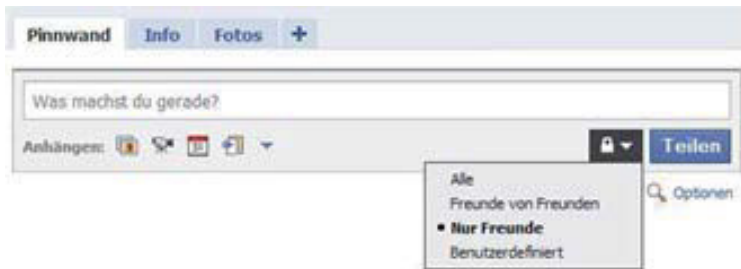 Pinnwand Info Fotos +
Was machst du gerade?
Anhängen: Teilen
Alle
Freunde von Freunden
Optionen
• Nur Freunde
Benutzerdefiniert